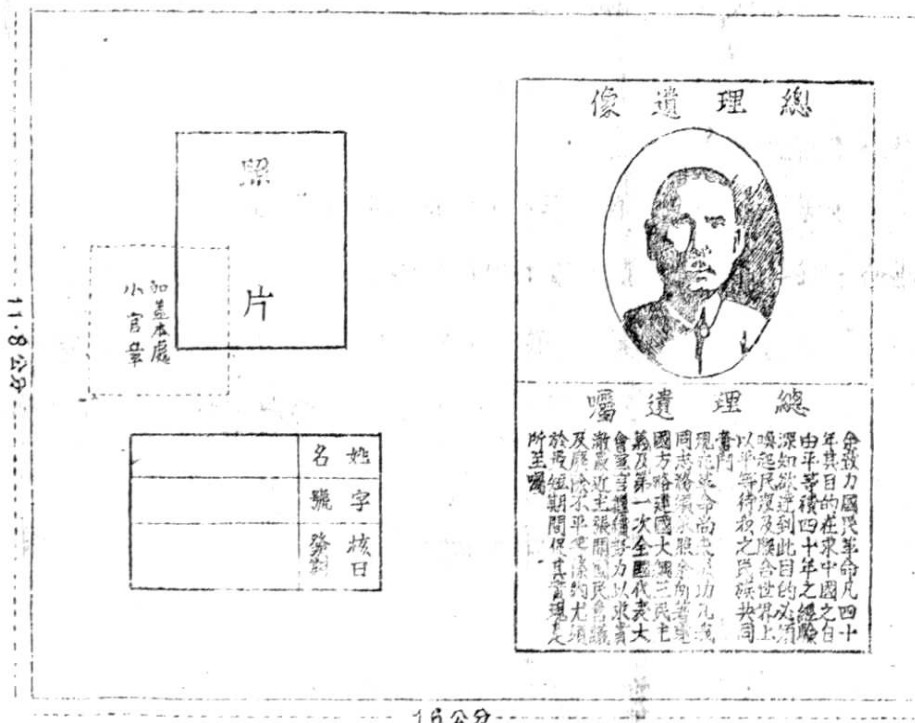 總理遺像
總理遺囑
余致力國民革命凡四十
年其目的在求中國之自
由平等積四十年之經驗
深知欲達到此目的必須
喚起民眾及聯合世界上
以平等待我之民族共同
奮鬥
現在革命尚未成功凡我
同志務須依照余所著建
國方略建國大綱三民主
義及第一次全國代表大
會宣言繼續努力以求貫
澈最近主張開國民會議
及廢除不平等條約尤須
於最短期間促其實現是
所至囑
照片
加蓋本處
小官章
姓名
字號
核發
日
11·8公分
公分